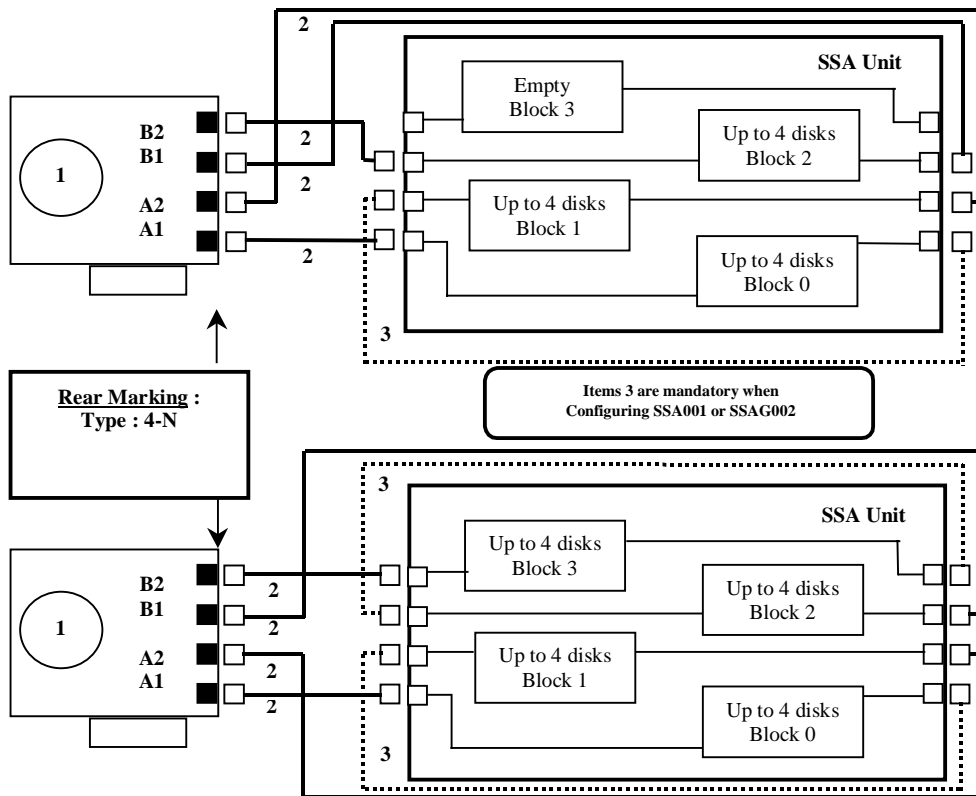 2
SSA Unit
Empty
Block 3
B2
B1
2
Up to 4 disks
Block 2
1
2
A2
A1
Up to 4 disks
Block 1
2
Up to 4 disks
Block 0
3
Rear Marking :
Type : 4-N
Items 3 are mandatory when
Configuring SSA001 or SSAG002
3
SSA Unit
Up to 4 disks
Block 3
B2
B1
2
Up to 4 disks
Block 2
1
2
A2
A1
2
Up to 4 disks
Block 1
2
Up to 4 disks
Block 0
3